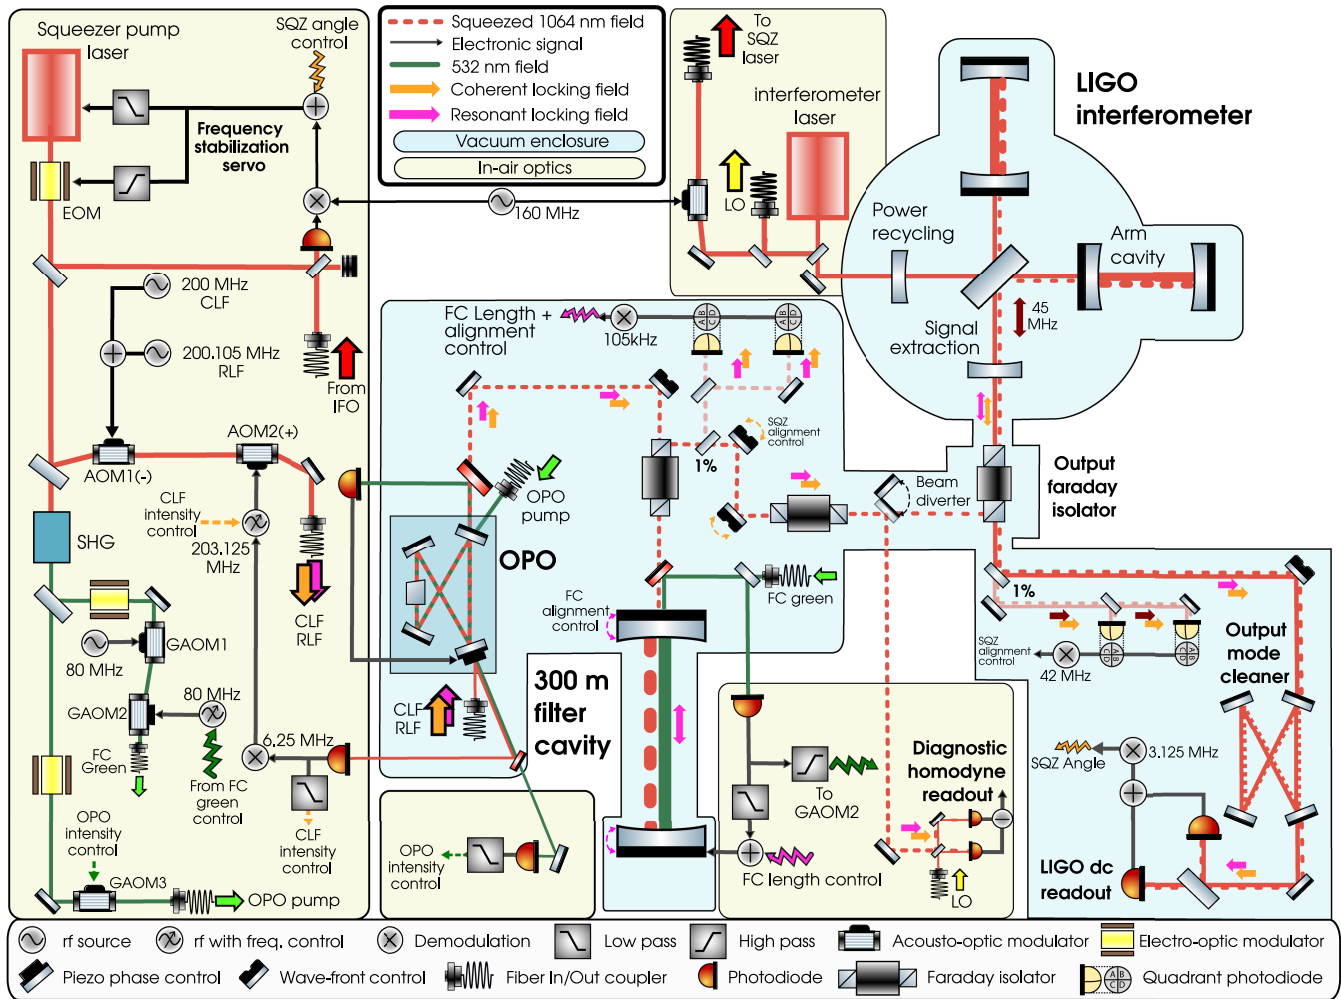 Squeezer pump
laser
SQZ angle
control
Frequency
stabilization
servo
EOM
200 MHz
CLF
200.105 MHz
RLF
From
IFO
AOM1(-)
AOM2(+)
CLF
intensity
control
203.125
MHz
CLF
RLF
SHG
80 MHz
GAOM1
GAOM2
80 MHz
FC
Green
From FC
green control
6.25 MHz
CLF
intensity
control
OPO
intensity
control
GAOM3
OPO pump
Squeezed 1064 nm field
Electronic signal
532 nm field
Coherent locking field
Resonant locking field
Vacuum enclosure
In-air optics
160 MHz
To
SQZ
laser
interferometer
laser
LO
LIGO
interferometer
Power
recycling
Arm
cavity
45
MHz
Signal
extraction
FC Length +
alignment
control
105kHz
A B
C D
A B
C D
SQZ
alignment
control
1%
OPO
pump
OPO
Beam
diverter
Output
faraday
isolator
FC
alignment
control
FC green
CLF
RLF
300 m
filter
cavity
To
GAOM2
FC length control
Diagnostic
homodyne
readout
LO
OPO
intensity
control
1%
SQZ
alignment
control
42 MHz
A B
C D
A B
C D
Output
mode
cleaner
3.125 MHz
SQZ Angle
LIGO dc
readout
rf source
rf with freq. control
Demodulation
Low pass
High pass
Acousto-optic modulator
Electro-optic modulator
Piezo phase control
Wave-front control
Fiber In/Out coupler
Photodiode
Faraday isolator
A B
C D
Quadrant photodiode